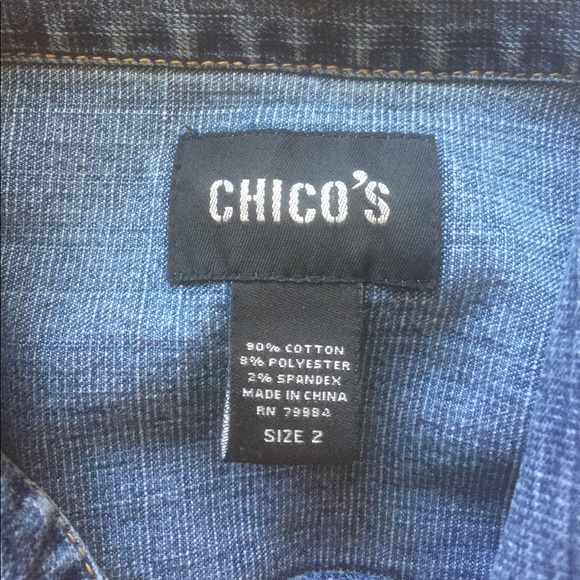 CHICO'S
90% COTTON
8% POLYESTER
2% SPANDEX
MADE IN CHINA
RN 79984
SIZE 2